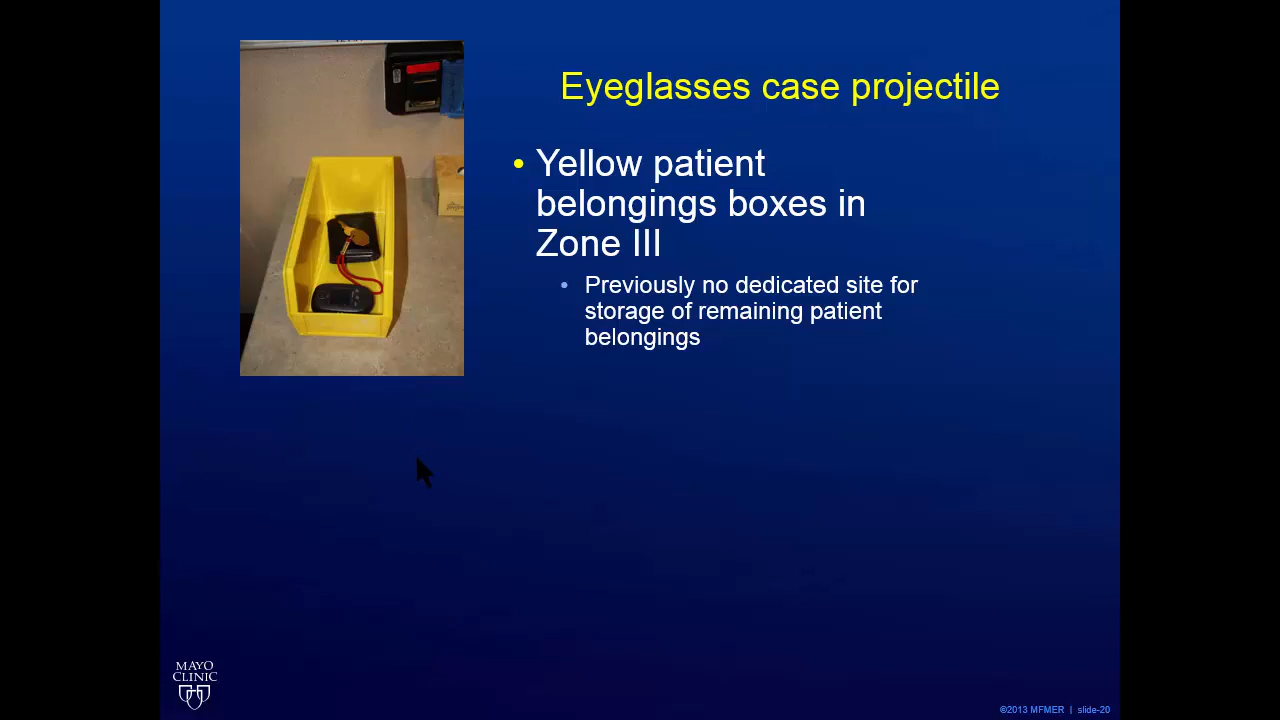 Eyeglasses case projectile
• Yellow patient
belongings boxes in
Zone III
• Previously no dedicated site for
storage of remaining patient
belongings
MAYO
CLINIC
©2013 MFMER | slide-20